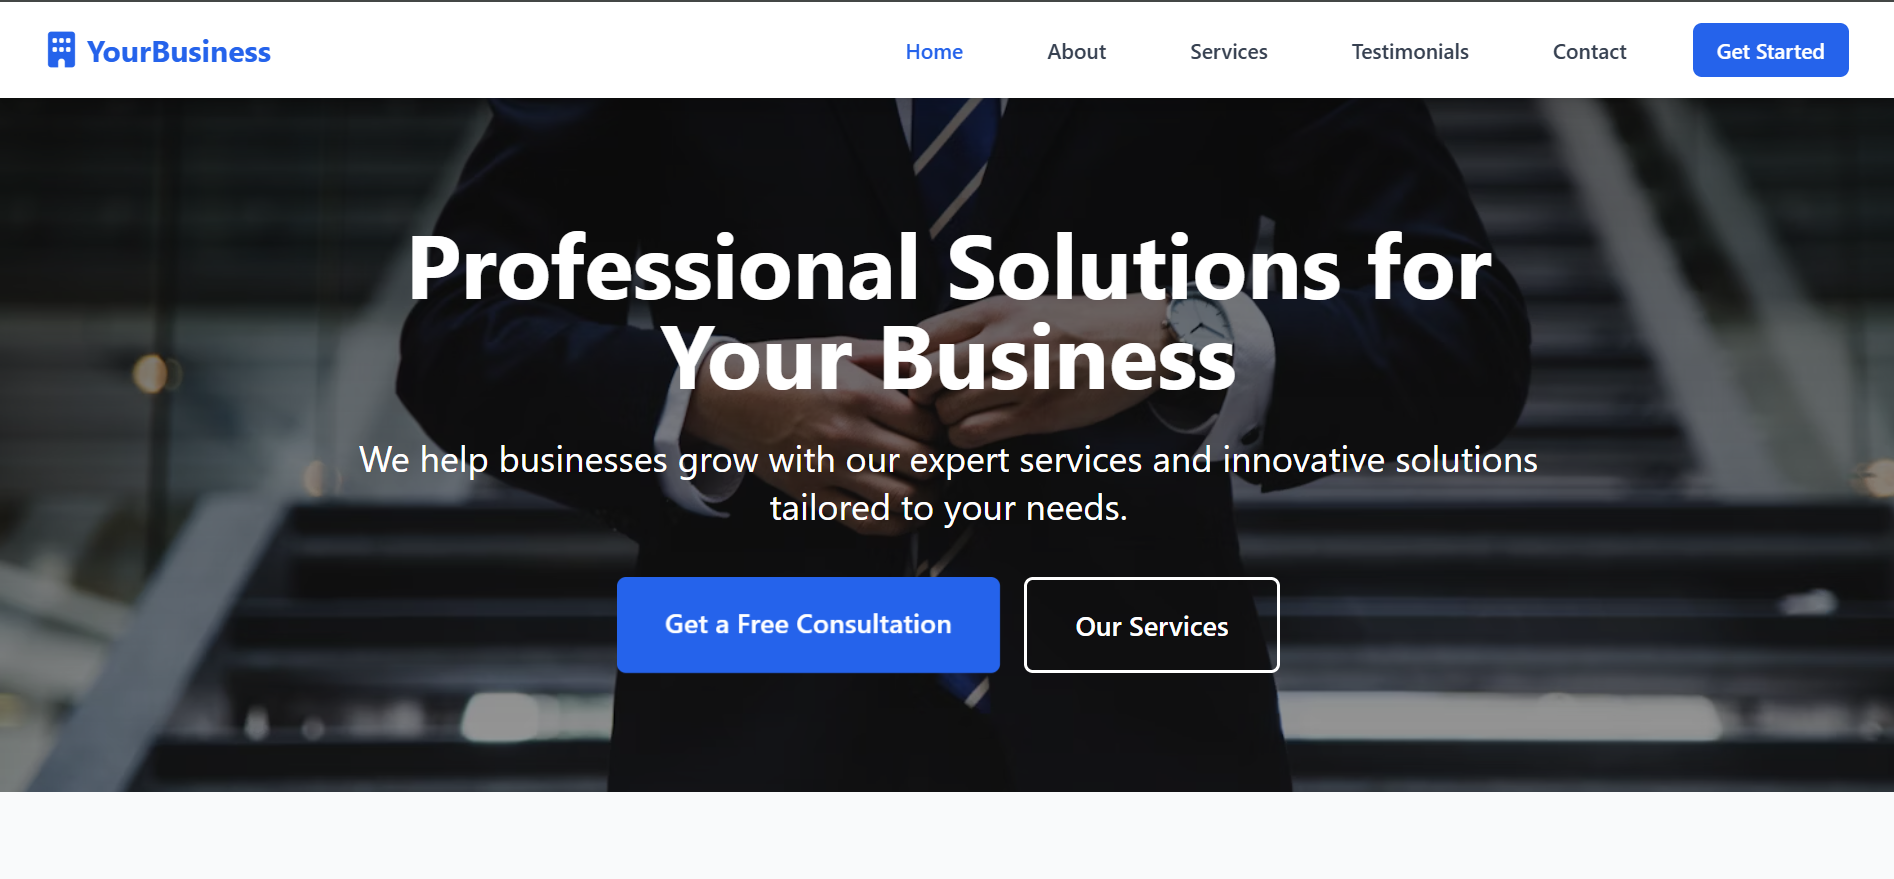 YourBusiness
Home
About
Services
Testimonials
Contact
Get Started
Professional Solutions for
Your Business
We help businesses grow with our expert services and innovative solutions
tailored to your needs.
Get a Free Consultation
Our Services